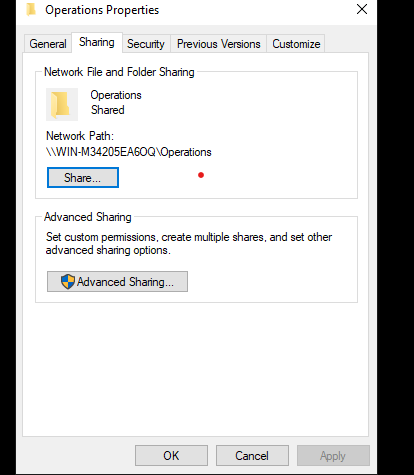 Operations Properties
General
Sharing
Security
Previous Versions
Customize
Network File and Folder Sharing
Operations
Shared
Network Path:
\\WIN-M34205EA6OQ\Operations
Share...
Advanced Sharing
Set custom permissions, create multiple shares, and set other
advanced sharing options.
Advanced Sharing...
OK
Cancel
Apply